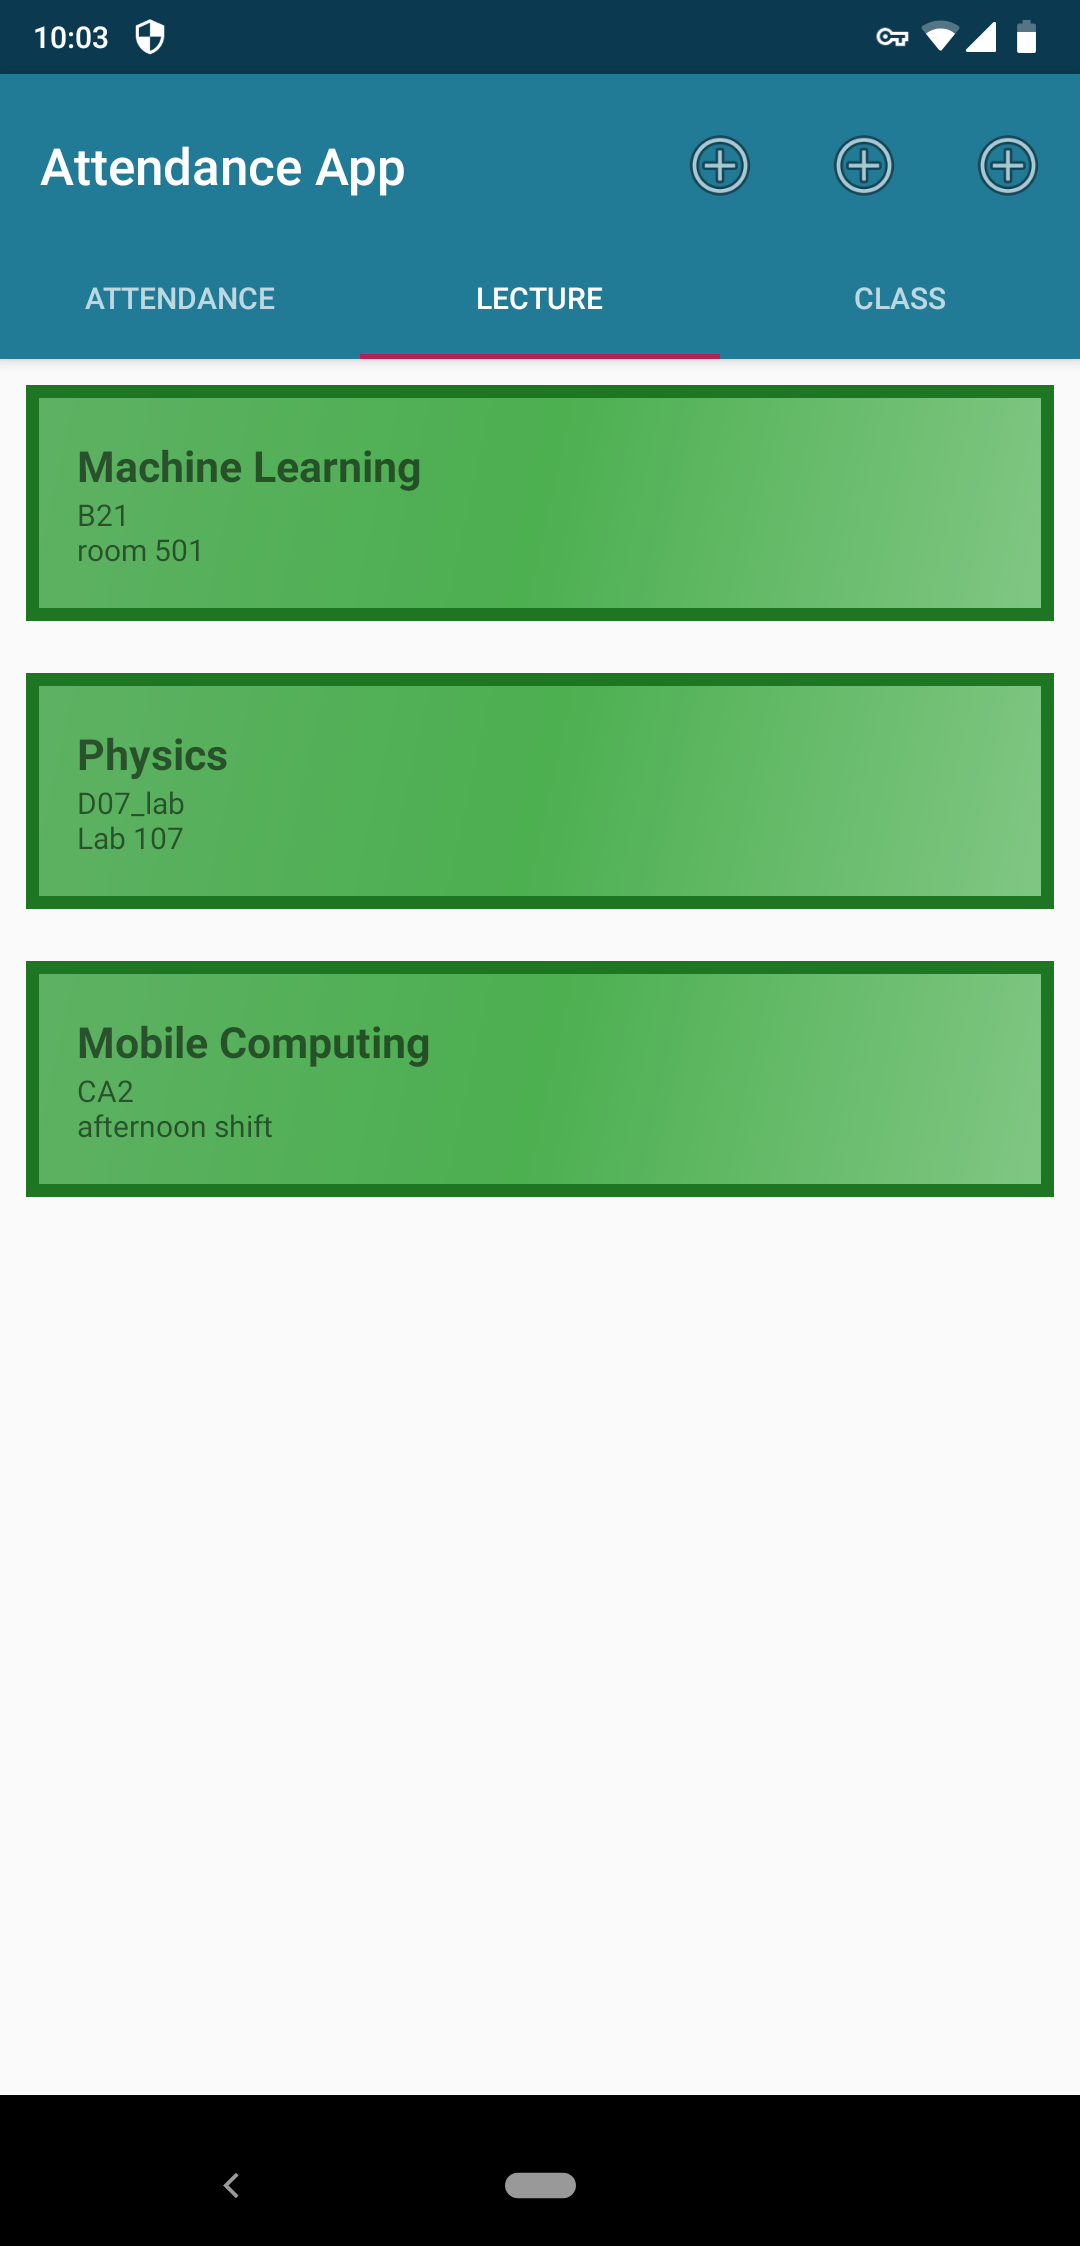 10:03
Attendance App
ATTENDANCE
LECTURE
CLASS
Machine Learning
B21
room 501
Physics
D07_lab
Lab 107
Mobile Computing
CA2
afternoon shift